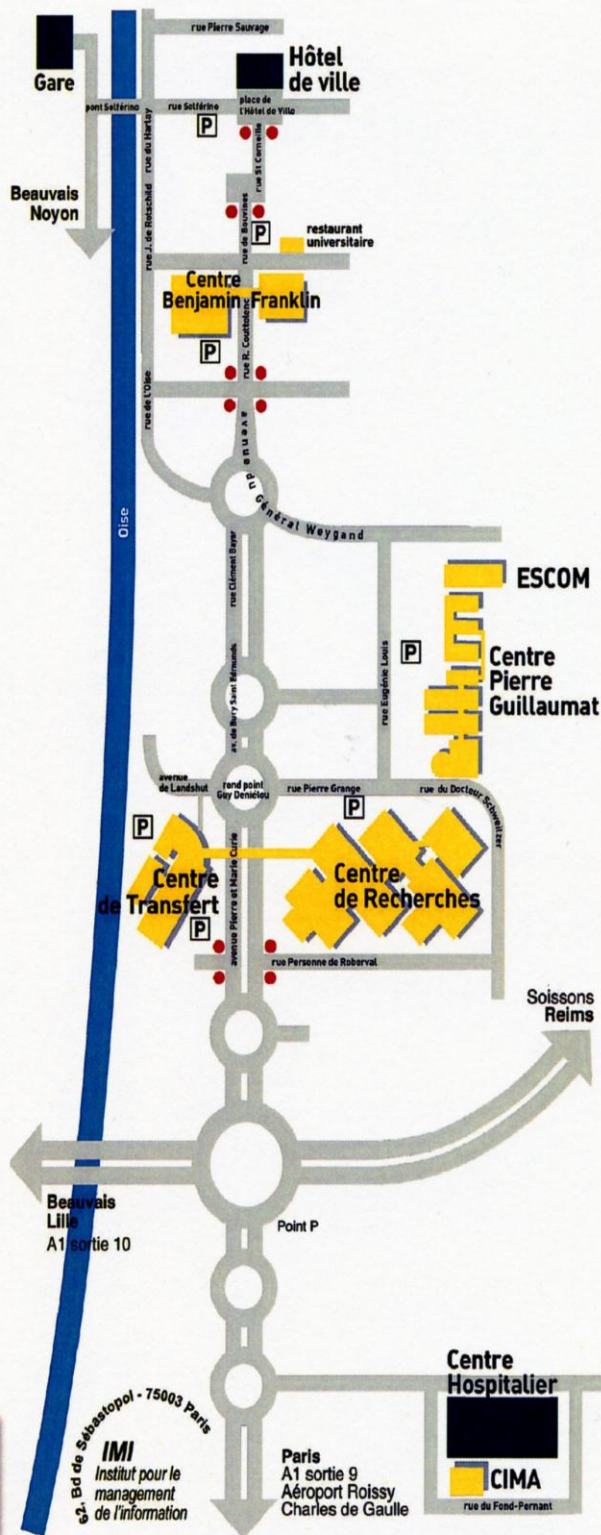 rue Pierre Sauvage
Gare
Hôtel
de ville
pont Solférino
rue Solférino
place de
l'Hôtel de Ville
P
rue du Harlay
rue St Corneille
Beauvais
Noyon
rue J. de Rotschild
rue de Bouvines
P
restaurant
universitaire
Centre
Benjamin Franklin
rue R. Couttolenc
P
rue de l'Oise
avenue du Général Weygand
Oise
rue Clément Bayar
ESCOM
rue Eugénie Louis
P
Centre
Pierre
Guillaumat
av. de Bury Saint Edmunds
avenue
de Landshut
rond point
Guy Deniélou
rue Pierre Grange
rue du Docteur Schweitzer
P
P
Centre
de Transfert
P
avenue Pierre et Marie Curie
Centre
de Recherches
rue Personne de Roberval
Soissons
Reims
Beauvais
Lille
A1 sortie 10
Point P
Centre
Hospitalier
62, Bd de Sébastopol - 75003 Paris
IMI
Institut pour le
management
de l'information
Paris
A1 sortie 9
Aéroport Roissy
Charles de Gaulle
CIMA
rue du Fond-Pernant